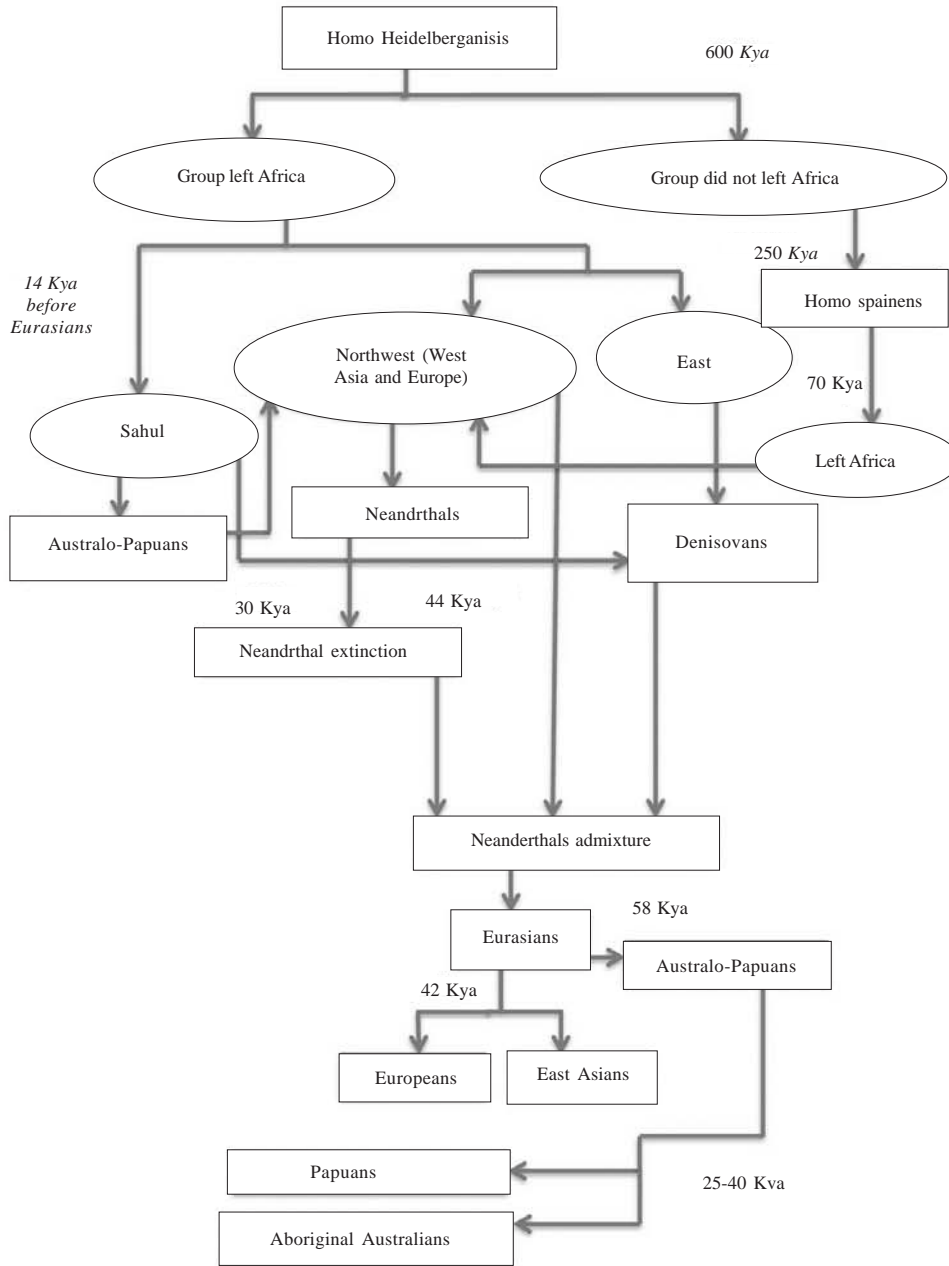 Homo Heidelberganisis
600 Kya
Group left Africa
Group did not left Africa
14 Kya
before
Eurasians
250 Kya
Homo spainens
Northwest (West
Asia and Europe)
East
70 Kya
Sahul
Left Africa
Neandrthals
Australo-Papuans
Denisovans
30 Kya
44 Kya
Neandrthal extinction
Neanderthals admixture
58 Kya
Eurasians
Australo-Papuans
42 Kya
Europeans
East Asians
Papuans
25-40 Kva
Aboriginal Australians